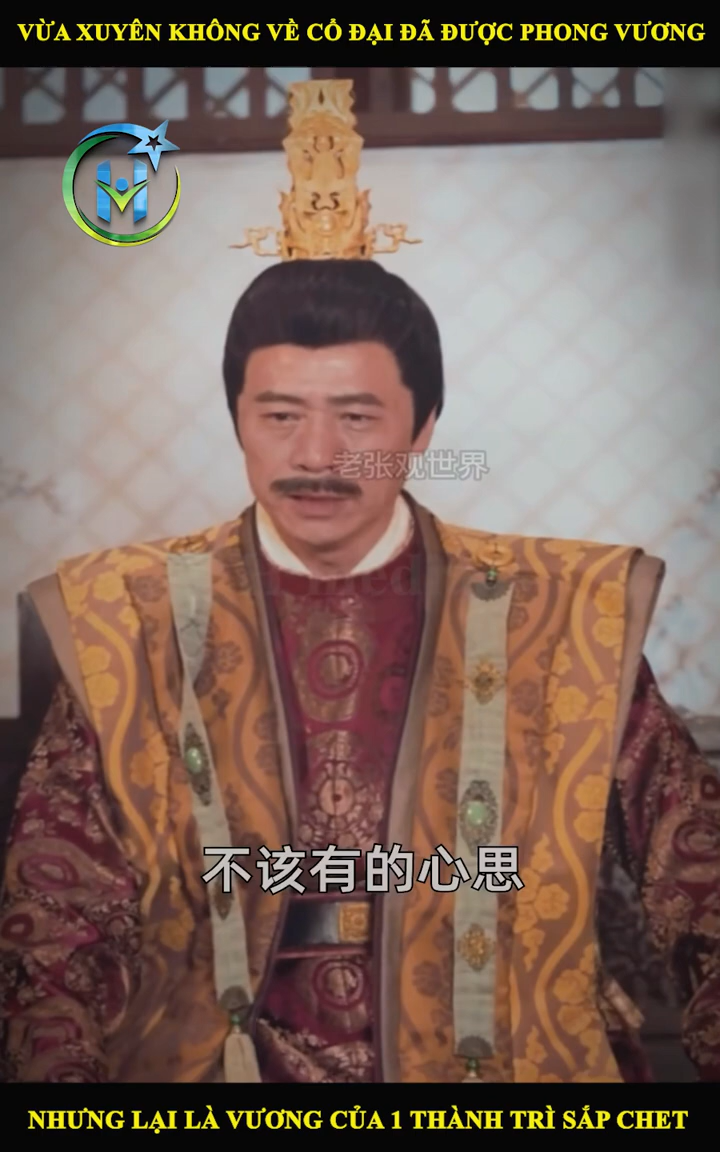 VỪA XUYÊN KHÔNG VỀ CỔ ĐẠI ĐÃ ĐƯỢC PHONG VƯƠNG
老张观世界
不该有的心思
NHƯNG LẠI LÀ VƯƠNG CỦA 1 THÀNH TRÌ SẮP CHET